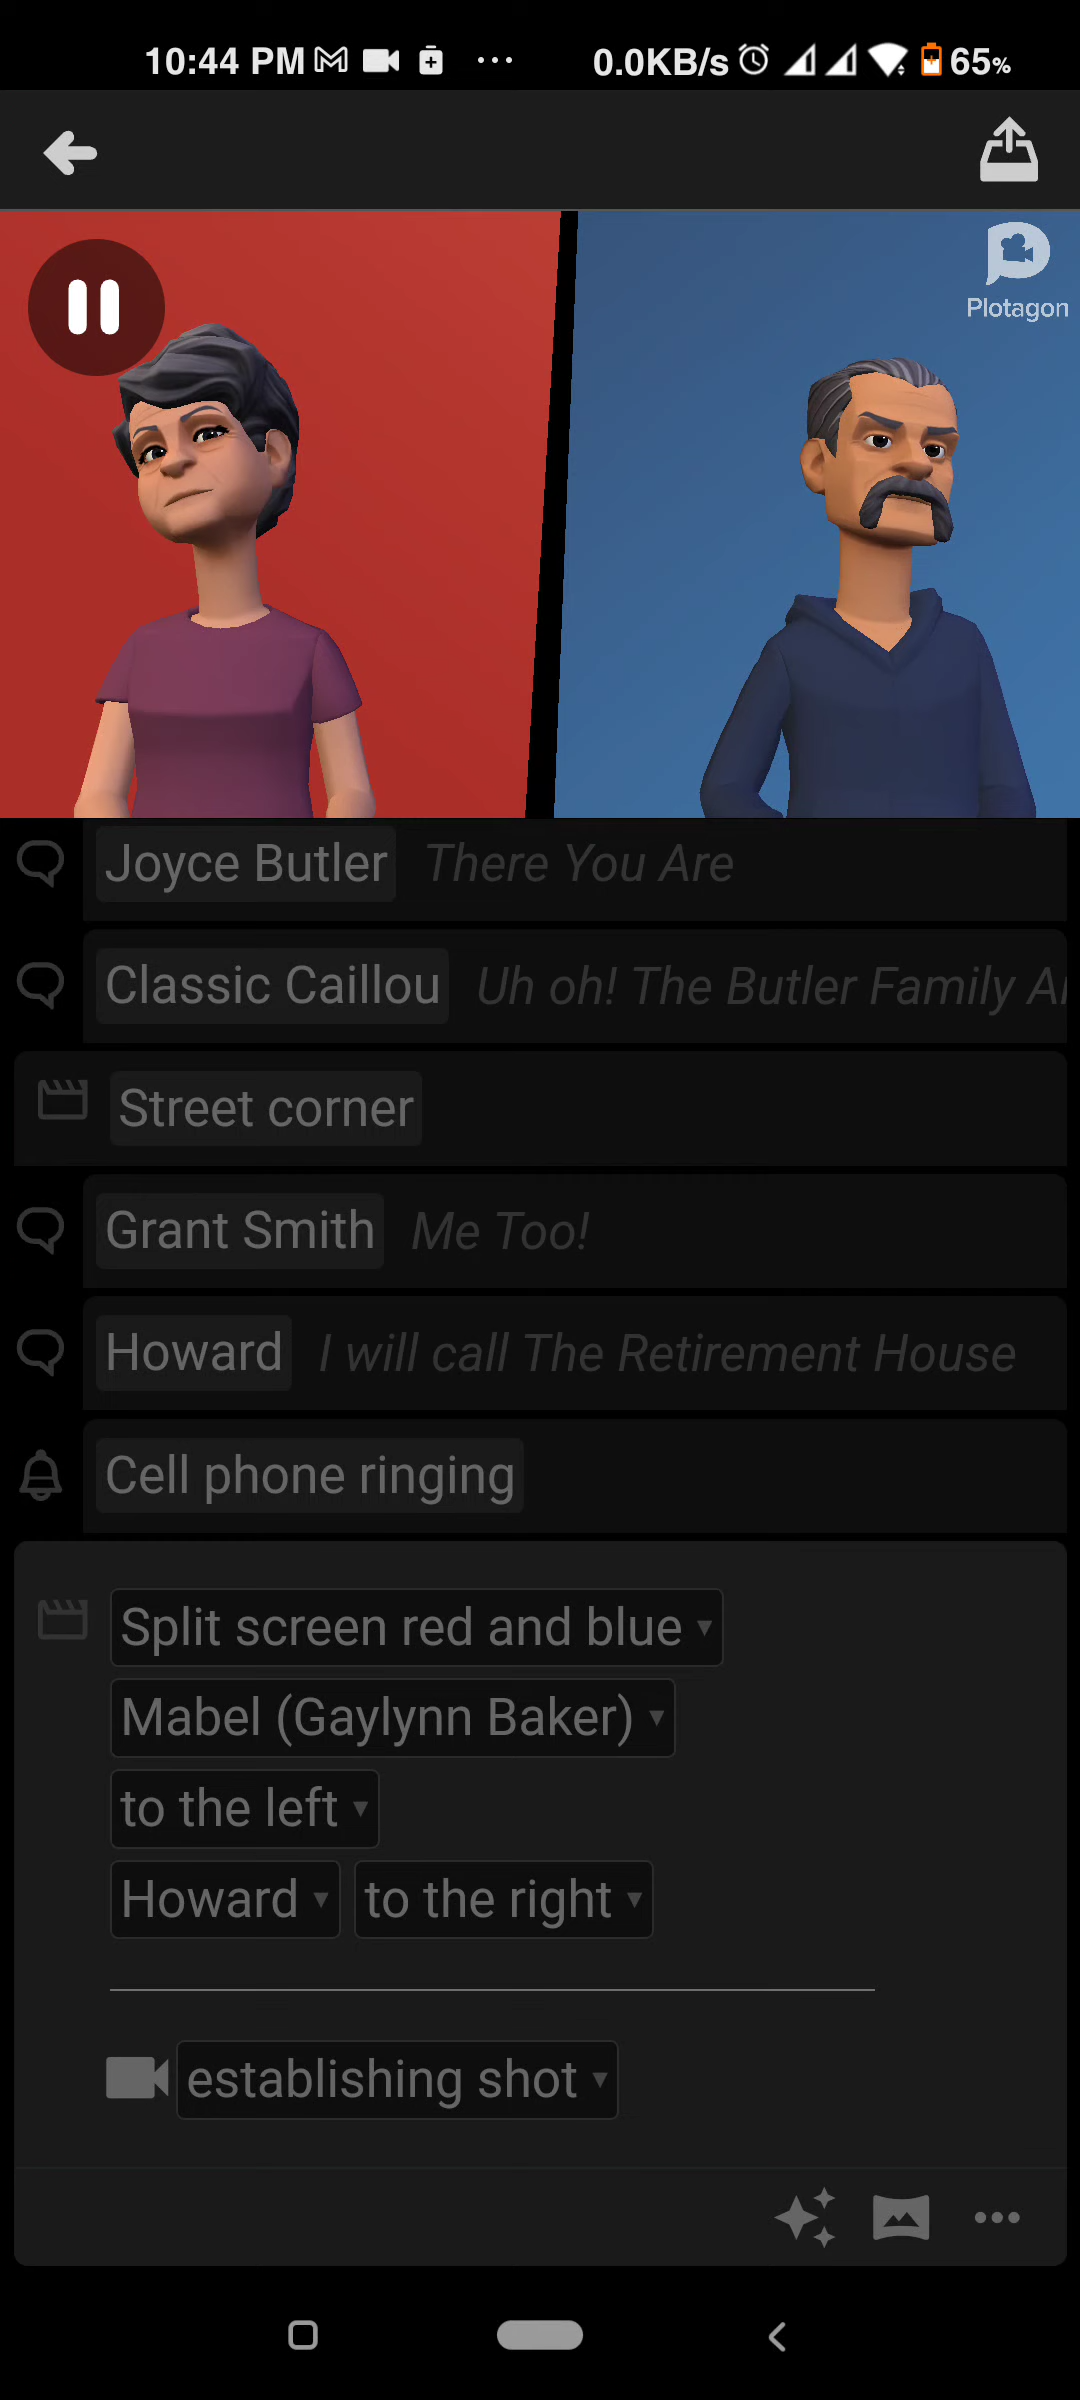 10:44 PM
0.0KB/s
65%
Plotagon
Joyce Butler There You Are
Classic Caillou Uh oh! The Butler Family
Street corner
Grant Smith Me Too!
Howard I will call The Retirement House
Cell phone ringing
Split screen red and blue
Mabel (Gaylynn Baker)
to the left
Howard to the right
establishing shot